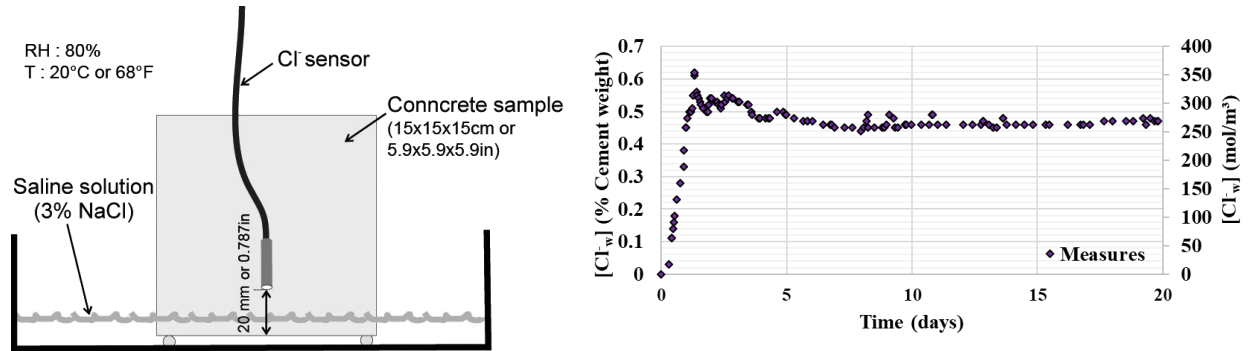 RH : 80%
T : 20°C or 68°F
Cl⁻ sensor
Conncrete sample
(15x15x15cm or
5.9x5.9x5.9in)
Saline solution
(3% NaCl)
20 mm or 0.787in
[Cl⁻w] (% Cement weight)
0.7
0.6
0.5
0.4
0.3
0.2
0.1
0
400
350
300
250
200
150
100
50
0
[Cl⁻w] (mol/m³)
Measures
0
5
10
15
20
Time (days)